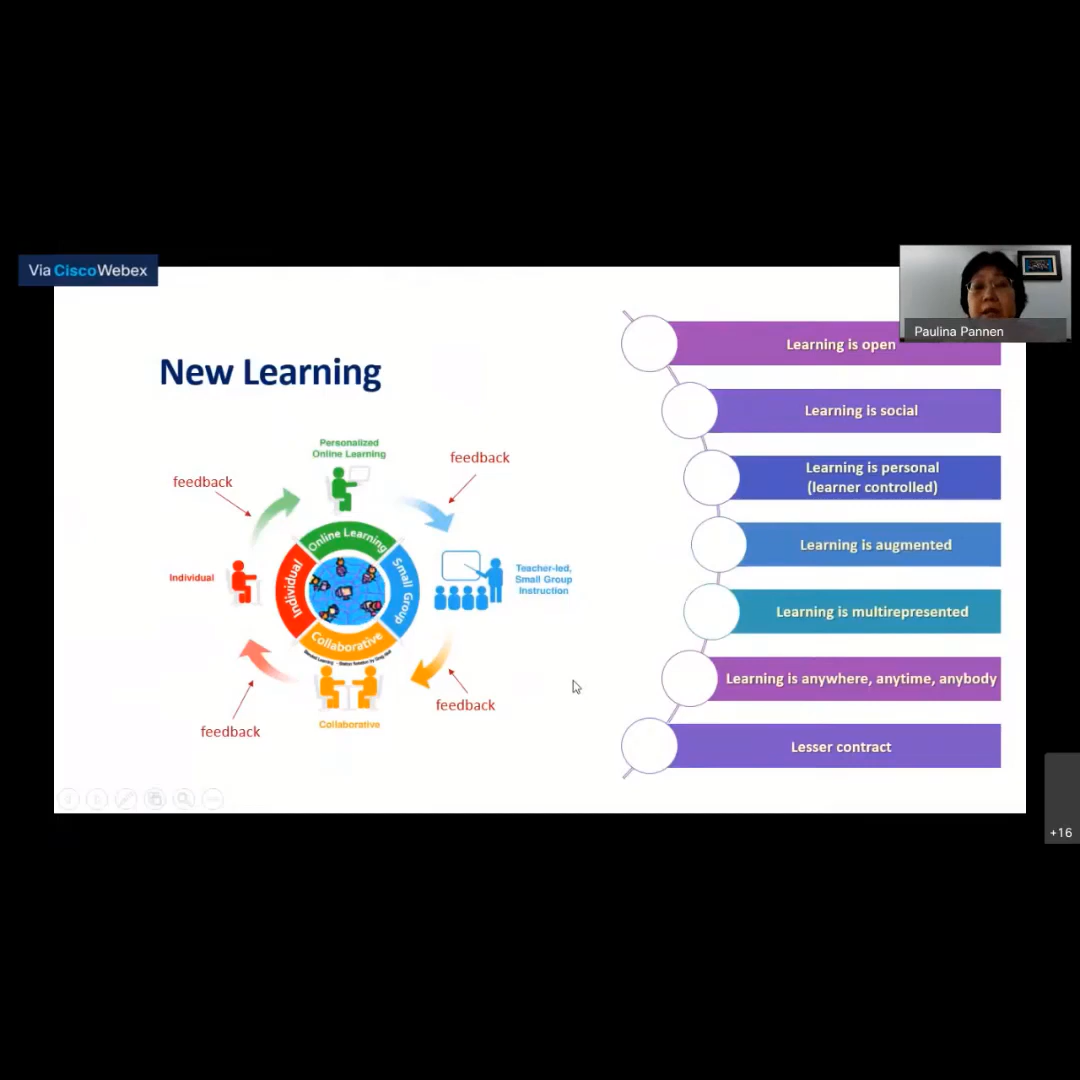 Via CiscoWebex
Paulina Pannen
New Learning
Personalized
Online Learning
feedback
feedback
Individual
Teacher-led,
Small Group
Instruction
Online Learning
Small Group
Collaborative
Individual
feedback
feedback
Collaborative
Learning is open
Learning is social
Learning is personal
(learner controlled)
Learning is augmented
Learning is multirepresented
Learning is anywhere, anytime, anybody
Lesser contract
+16